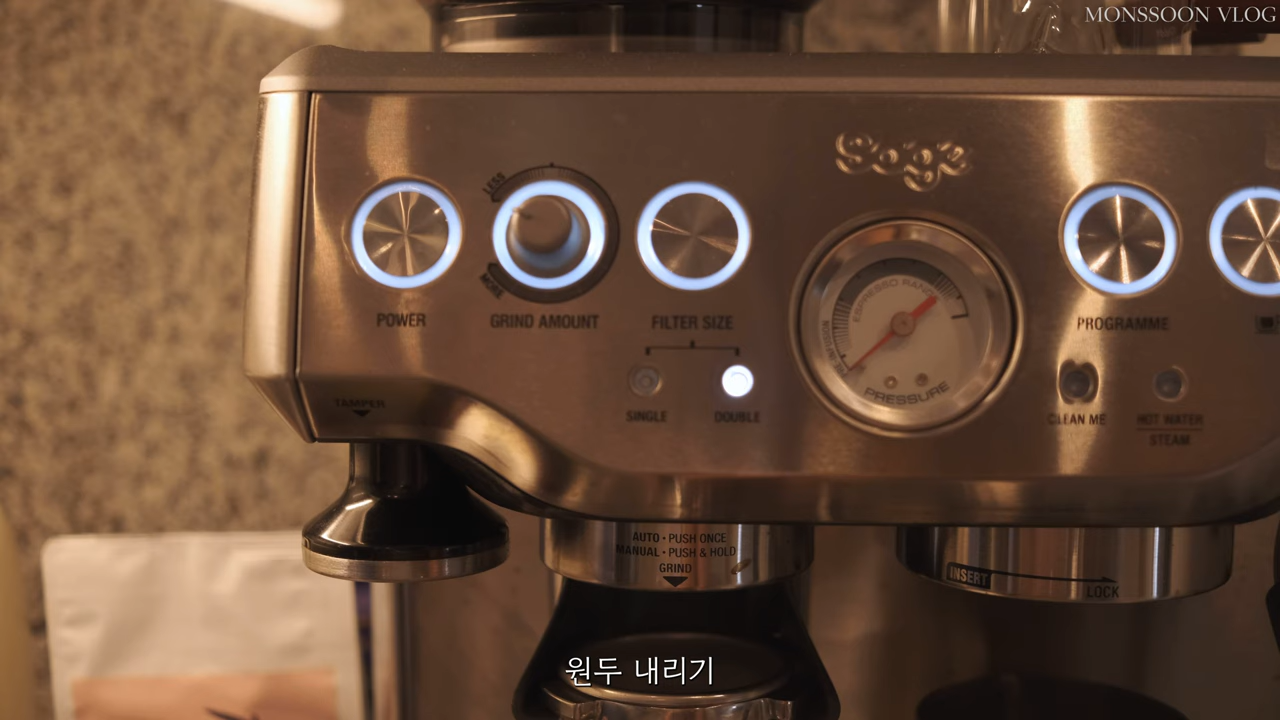 MONSSOON VLOG
Sage
LESS
MORE
POWER
GRIND AMOUNT
FILTER SIZE
SINGLE
DOUBLE
ESPRESSO RANGE
PRESSURE
PROGRAMME
CLEAN ME
HOT WATER
STEAM
TAMPER
AUTO • PUSH ONCE
MANUAL • PUSH & HOLD
GRIND
INSERT
LOCK
원두 내리기